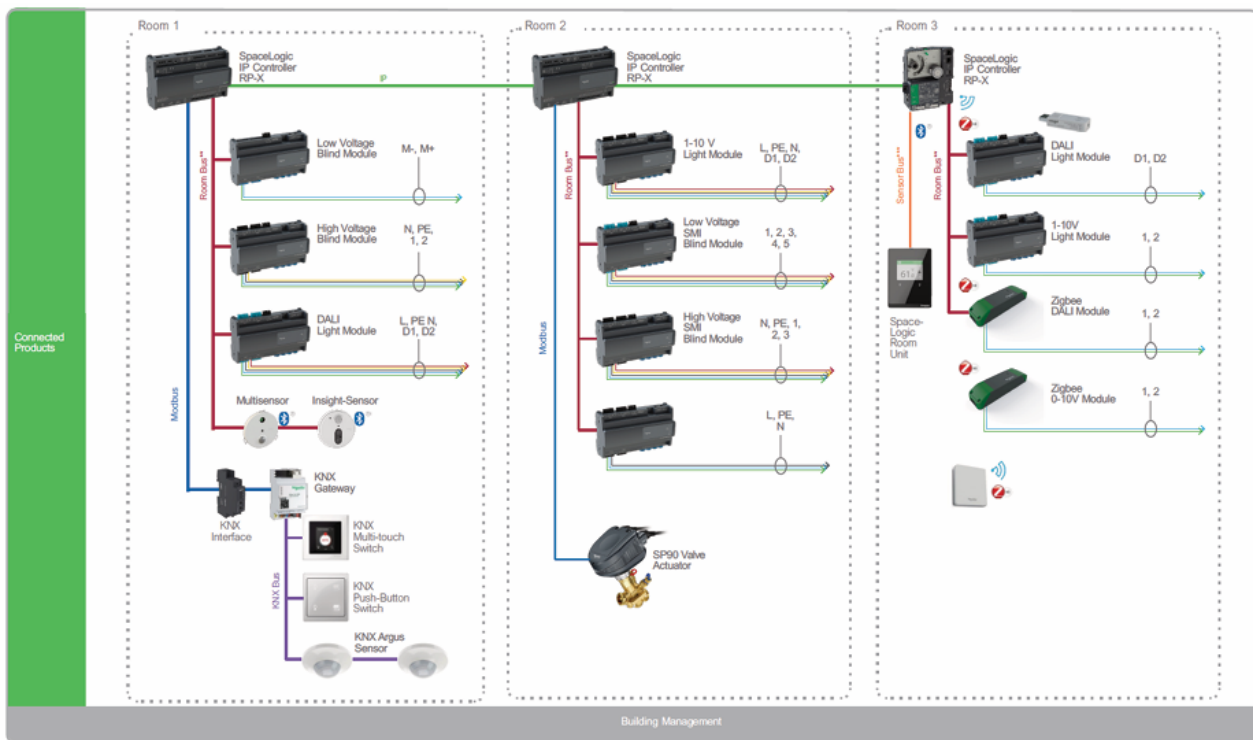 Connected
Products
Room 1
SpaceLogic
IP Controller
RP-X
IP
Room Bus**
Modbus
Low Voltage
Blind Module
M-, M+
High Voltage
Blind Module
N, PE,
1, 2
DALI
Light Module
L, PE N,
D1, D2
Multisensor
Insight-Sensor
KNX
Interface
KNX
Gateway
KNX Bus
KNX
Multi-touch
Switch
KNX
Push-Button
Switch
KNX Argus
Sensor
Room 2
SpaceLogic
IP Controller
RP-X
Room Bus**
Modbus
1-10 V
Light Module
L, PE, N,
D1, D2
Low Voltage
SMI
Blind Module
1, 2, 3,
4, 5
High Voltage
SMI
Blind Module
N, PE, 1,
2, 3
L, PE,
N
SP90 Valve
Actuator
Room 3
SpaceLogic
IP Controller
RP-X
Sensor Bus***
Room Bus**
DALI
Light Module
D1, D2
1-10V
Light Module
1, 2
Space-
Logic
Room
Unit
Zigbee
DALI Module
1, 2
Zigbee
0-10V Module
1, 2
Building Management